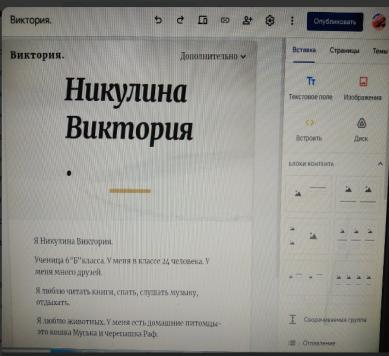 Виктория.
Опубликовать
Виктория.
Дополнительно
Вставка Страницы Темы
Никулина
Виктория
.
Текстовое поле Изображения
Встроить Диск
БЛОКИ КОНТЕНТА
Я Никулина Виктория.
Ученица 6"Б" класса. У меня в классе 24 человека. У
меня много друзей.
Я люблю читать книги, спать, слушать музыку,
отдыхать.
Я люблю животных. У меня есть домашние питомцы-
это кошка Муська и черепашка Раф.
Сворачиваемая группа
Оглавление